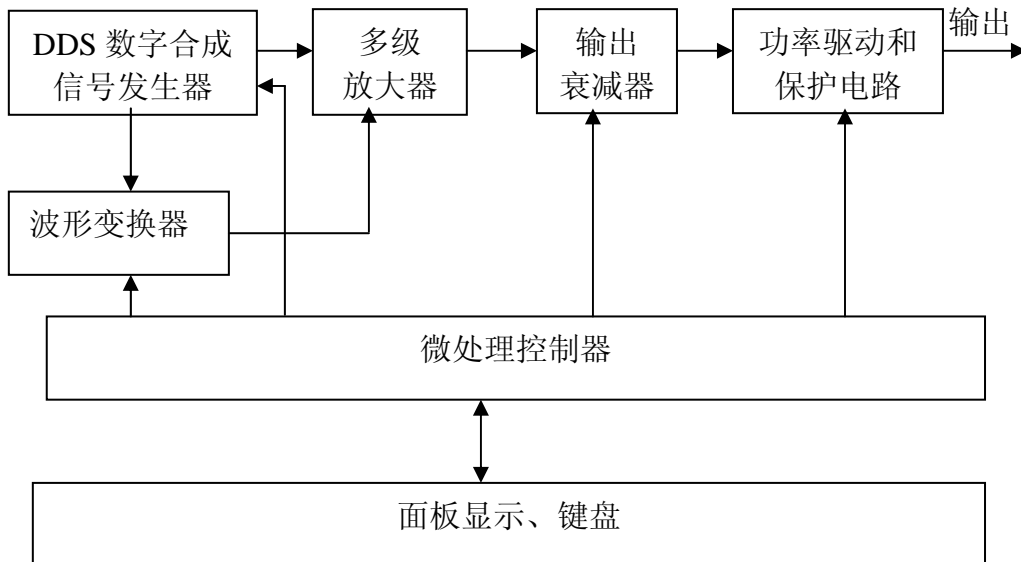 DDS 数字合成
信号发生器
多级
放大器
输出
衰减器
功率驱动和
保护电路
输出
波形变换器
微处理控制器
面板显示、键盘